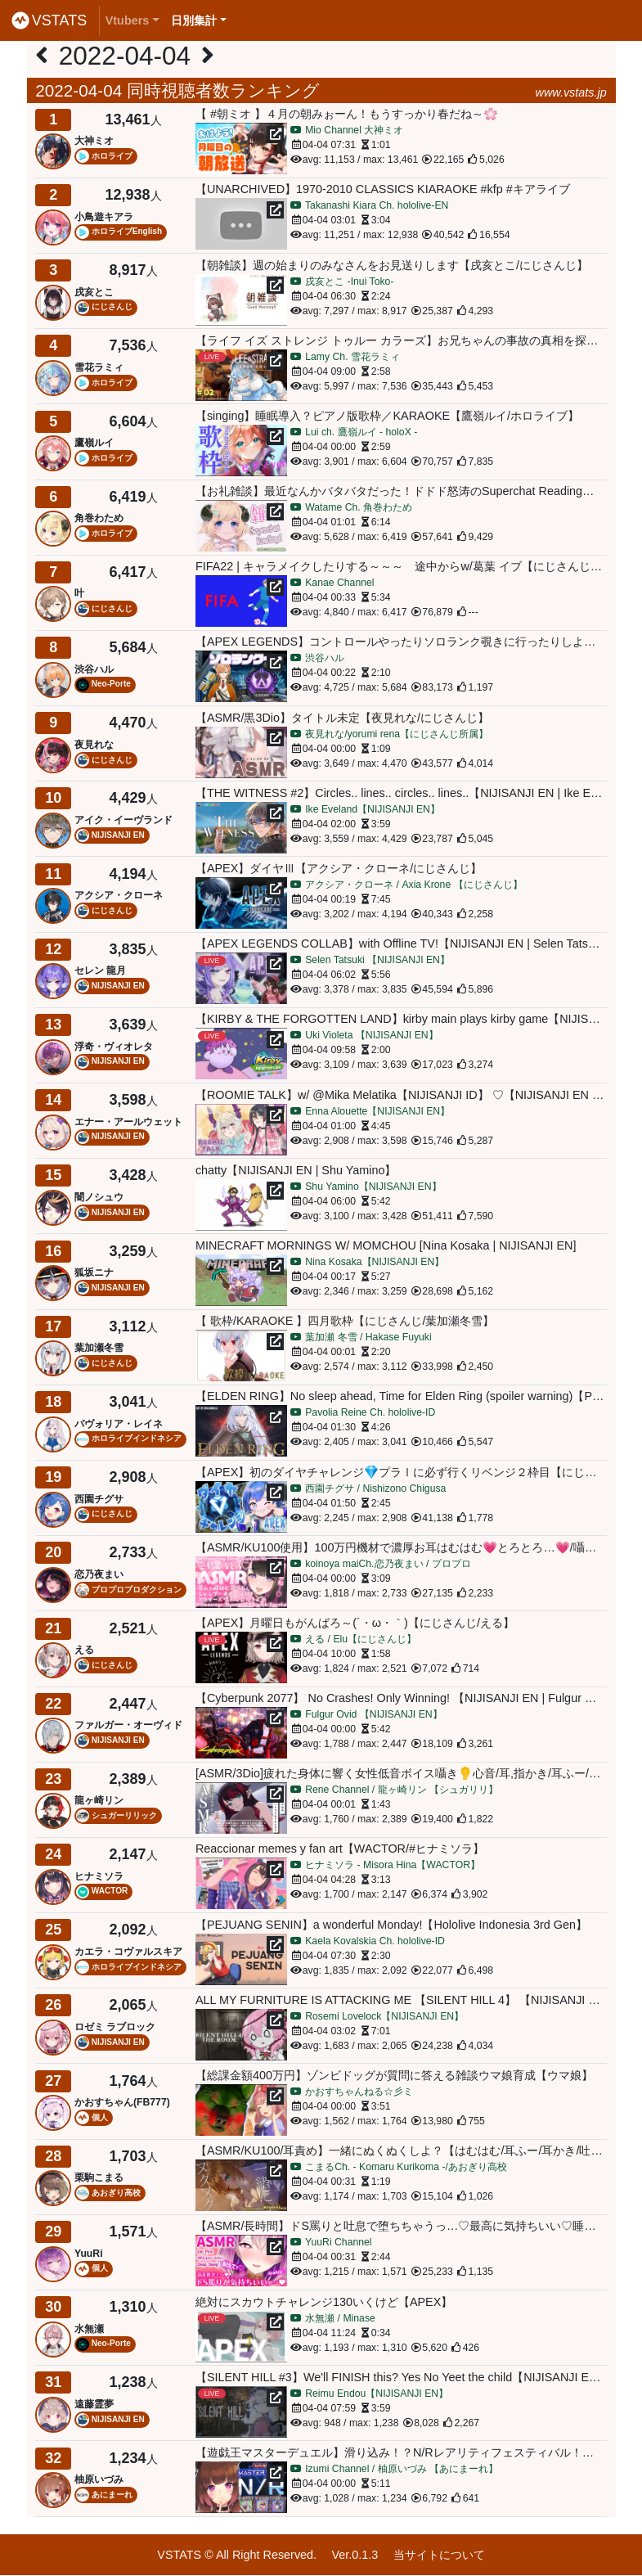 VSTATS Vtubers 日別集計
2022-04-04
2022-04-04 同時視聴者数ランキング www.vstats.jp
1 13,461人
大神ミオ
ホロライブ
【 #朝ミオ 】４月の朝みぉーん！もうすっかり春だね～🌸
Mio Channel 大神ミオ
04-04 07:31 1:01
avg: 11,153 / max: 13,461 22,165 5,026
2 12,938人
小鳥遊キアラ
ホロライブEnglish
【UNARCHIVED】1970-2010 CLASSICS KIARAOKE #kfp #キアライブ
Takanashi Kiara Ch. hololive-EN
04-04 03:01 3:04
avg: 11,251 / max: 12,938 40,542 16,554
3 8,917人
戌亥とこ
にじさんじ
【朝雑談】週の始まりのみなさんをお見送りします【戌亥とこ/にじさんじ】
戌亥とこ -Inui Toko-
04-04 06:30 2:24
avg: 7,297 / max: 8,917 25,387 4,293
4 7,536人
雪花ラミィ
ホロライブ
【ライフ イズ ストレンジ トゥルー カラーズ】お兄ちゃんの事故の真相を探…
LIVE
Lamy Ch. 雪花ラミィ
04-04 09:00 2:58
avg: 5,997 / max: 7,536 35,443 5,453
5 6,604人
鷹嶺ルイ
ホロライブ
【singing】睡眠導入？ピアノ版歌枠／KARAOKE【鷹嶺ルイ/ホロライブ】
歌枠
Lui ch. 鷹嶺ルイ - holoX -
04-04 00:00 2:59
avg: 3,901 / max: 6,604 70,757 7,835
6 6,419人
角巻わため
ホロライブ
【お礼雑談】最近なんかバタバタだった！ドドド怒涛のSuperchat Reading…
Watame Ch. 角巻わため
04-04 01:01 6:14
avg: 5,628 / max: 6,419 57,641 9,429
7 6,417人
叶
にじさんじ
FIFA22 | キャラメイクしたりする～～～　途中からw/葛葉 イブ【にじさんじ…
FIFA
Kanae Channel
04-04 00:33 5:34
avg: 4,840 / max: 6,417 76,879 ---
8 5,684人
渋谷ハル
Neo-Porte
【APEX LEGENDS】コントロールやったりソロランク覗きに行ったりしよ…
ソロランク
渋谷ハル
04-04 00:22 2:10
avg: 4,725 / max: 5,684 83,173 1,197
9 4,470人
夜見れな
にじさんじ
【ASMR/黒3Dio】タイトル未定【夜見れな/にじさんじ】
ASMR
夜見れな/yorumi rena【にじさんじ所属】
04-04 00:00 1:09
avg: 3,649 / max: 4,470 43,577 4,014
10 4,429人
アイク・イーヴランド
NIJISANJI EN
【THE WITNESS #2】Circles.. lines.. circles.. lines..【NIJISANJI EN | Ike E…
Ike Eveland【NIJISANJI EN】
04-04 02:00 3:59
avg: 3,559 / max: 4,429 23,787 5,045
11 4,194人
アクシア・クローネ
にじさんじ
【APEX】ダイヤⅢ【アクシア・クローネ/にじさんじ】
APEX
アクシア・クローネ / Axia Krone 【にじさんじ】
04-04 00:19 7:45
avg: 3,202 / max: 4,194 40,343 2,258
12 3,835人
セレン 龍月
NIJISANJI EN
【APEX LEGENDS COLLAB】with Offline TV!【NIJISANJI EN | Selen Tats…
LIVE
Selen Tatsuki 【NIJISANJI EN】
04-04 06:02 5:56
avg: 3,378 / max: 3,835 45,594 5,896
13 3,639人
浮奇・ヴィオレタ
NIJISANJI EN
【KIRBY & THE FORGOTTEN LAND】kirby main plays kirby game【NIJIS…
LIVE
Kirby
Uki Violeta 【NIJISANJI EN】
04-04 09:58 2:00
avg: 3,109 / max: 3,639 17,023 3,274
14 3,598人
エナー・アールウェット
NIJISANJI EN
【ROOMIE TALK】w/ @Mika Melatika【NIJISANJI ID】 ♡【NIJISANJI EN …
ROOMIE TALK
Enna Alouette【NIJISANJI EN】
04-04 01:00 4:45
avg: 2,908 / max: 3,598 15,746 5,287
15 3,428人
闇ノシュウ
NIJISANJI EN
chatty【NIJISANJI EN | Shu Yamino】
Shu Yamino【NIJISANJI EN】
04-04 06:00 5:42
avg: 3,100 / max: 3,428 51,411 7,590
16 3,259人
狐坂ニナ
NIJISANJI EN
MINECRAFT MORNINGS W/ MOMCHOU [Nina Kosaka | NIJISANJI EN]
Nina Kosaka【NIJISANJI EN】
04-04 00:17 5:27
avg: 2,346 / max: 3,259 28,698 5,162
17 3,112人
葉加瀬冬雪
にじさんじ
【 歌枠/KARAOKE 】四月歌枠【にじさんじ/葉加瀬冬雪】
歌枠 KARAOKE
葉加瀬 冬雪 / Hakase Fuyuki
04-04 00:01 2:20
avg: 2,574 / max: 3,112 33,998 2,450
18 3,041人
パヴォリア・レイネ
ホロライブインドネシア
【ELDEN RING】No sleep ahead, Time for Elden Ring (spoiler warning)【P…
ELDEN RING
Pavolia Reine Ch. hololive-ID
04-04 01:30 4:26
avg: 2,405 / max: 3,041 10,466 5,547
19 2,908人
西園チグサ
にじさんじ
【APEX】初のダイヤチャレンジ💎プラⅠに必ず行くリベンジ２枠目【にじ…
西園チグサ / Nishizono Chigusa
04-04 01:50 2:45
avg: 2,245 / max: 2,908 41,138 1,778
20 2,733人
恋乃夜まい
プロプロプロダクション
【ASMR/KU100使用】100万円機材で濃厚お耳はむはむ💗とろとろ…💗/囁…
ASMR
koinoya maiCh.恋乃夜まい / プロプロ
04-04 00:00 3:09
avg: 1,818 / max: 2,733 27,135 2,233
21 2,521人
える
にじさんじ
【APEX】月曜日もがんばろ～(´・ω・｀)【にじさんじ/える】
LIVE
LEGENDS
える / Elu【にじさんじ】
04-04 10:00 1:58
avg: 1,824 / max: 2,521 7,072 714
22 2,447人
ファルガー・オーヴィド
NIJISANJI EN
【Cyberpunk 2077】 No Crashes! Only Winning! 【NIJISANJI EN | Fulgur …
Fulgur Ovid 【NIJISANJI EN】
04-04 00:00 5:42
avg: 1,788 / max: 2,447 18,109 3,261
23 2,389人
龍ヶ崎リン
シュガーリリック
[ASMR/3Dio]疲れた身体に響く女性低音ボイス囁き👂心音/耳,指かき/耳ふー/…
Rene Channel / 龍ヶ崎リン 【シュガリリ】
04-04 00:01 1:43
avg: 1,760 / max: 2,389 19,400 1,822
24 2,147人
ヒナミソラ
WACTOR
Reaccionar memes y fan art【WACTOR/#ヒナミソラ】
ヒナミソラ - Misora Hina【WACTOR】
04-04 04:28 3:13
avg: 1,700 / max: 2,147 6,374 3,902
25 2,092人
カエラ・コヴァルスキア
ホロライブインドネシア
【PEJUANG SENIN】a wonderful Monday!【Hololive Indonesia 3rd Gen】
PEJUANG SENIN
Kaela Kovalskia Ch. hololive-ID
04-04 07:30 2:30
avg: 1,835 / max: 2,092 22,077 6,498
26 2,065人
ロゼミ ラブロック
NIJISANJI EN
ALL MY FURNITURE IS ATTACKING ME 【SILENT HILL 4】 【NIJISANJI …
Rosemi Lovelock【NIJISANJI EN】
04-04 03:02 7:01
avg: 1,683 / max: 2,065 24,238 4,034
27 1,764人
かおすちゃん(FB777)
個人
【総課金額400万円】ゾンビドッグが質問に答える雑談ウマ娘育成【ウマ娘】
かおすちゃんねる☆彡ミ
04-04 00:00 3:51
avg: 1,562 / max: 1,764 13,980 755
28 1,703人
栗駒こまる
あおぎり高校
【ASMR/KU100/耳責め】一緒にぬくぬくしよ？【はむはむ/耳ふー/耳かき/吐…
こまるCh. - Komaru Kurikoma -/あおぎり高校
04-04 00:31 1:19
avg: 1,174 / max: 1,703 15,104 1,026
29 1,571人
YuuRi
個人
【ASMR/長時間】ドS罵りと吐息で堕ちちゃうっ…♡最高に気持ちいい♡睡…
ASMR
YuuRi Channel
04-04 00:31 2:44
avg: 1,215 / max: 1,571 25,233 1,135
30 1,310人
水無瀬
Neo-Porte
絶対にスカウトチャレンジ130いくけど【APEX】
LIVE
APEX
水無瀬 / Minase
04-04 11:24 0:34
avg: 1,193 / max: 1,310 5,620 426
31 1,238人
遠藤霊夢
NIJISANJI EN
【SILENT HILL #3】We'll FINISH this? Yes No Yeet the child【NIJISANJI E…
LIVE
Reimu Endou【NIJISANJI EN】
04-04 07:59 3:59
avg: 948 / max: 1,238 8,028 2,267
32 1,234人
柚原いづみ
あにまーれ
【遊戯王マスターデュエル】滑り込み！？N/Rレアリティフェスティバル！…
N/R
Izumi Channel / 柚原いづみ 【あにまーれ】
04-04 00:00 5:11
avg: 1,028 / max: 1,234 6,792 641
VSTATS © All Right Reserved. Ver.0.1.3 当サイトについて